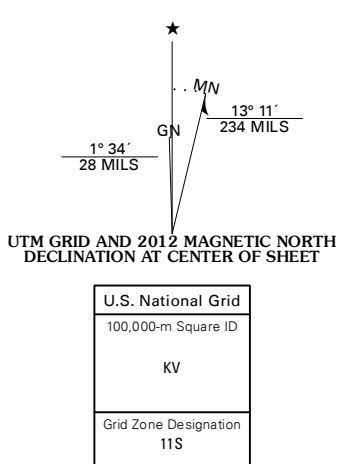 ★
MN
13° 11´
234 MILS
GN
1° 34´
28 MILS
UTM GRID AND 2012 MAGNETIC NORTH
DECLINATION AT CENTER OF SHEET
U.S. National Grid
100,000-m Square ID
KV
Grid Zone Designation
11S